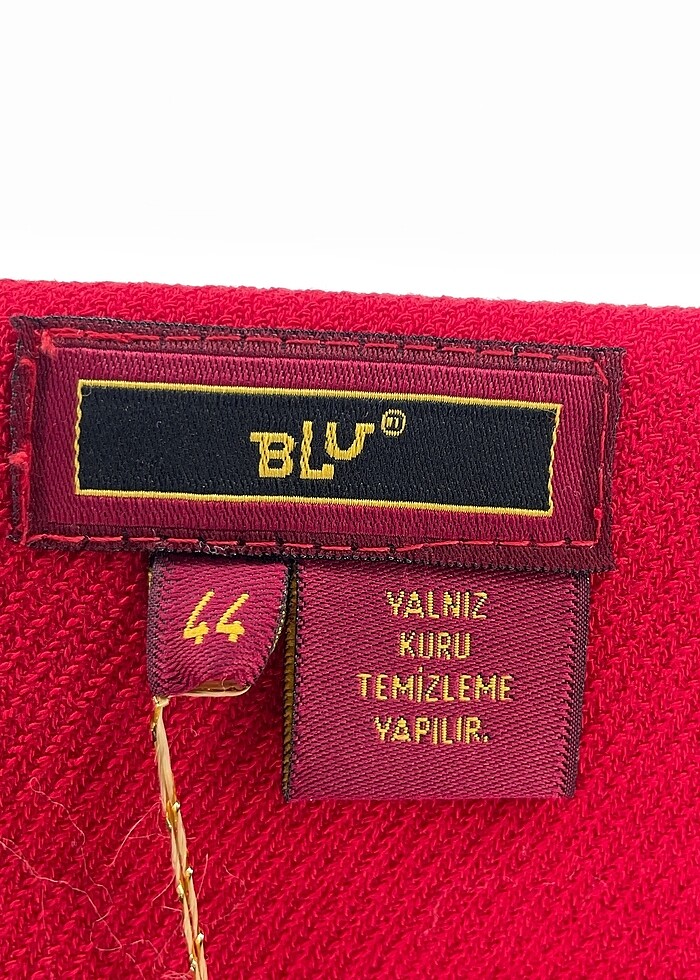 BLU®
44
YALNIZ
KURU
TEMİZLEME
YAPILIR.